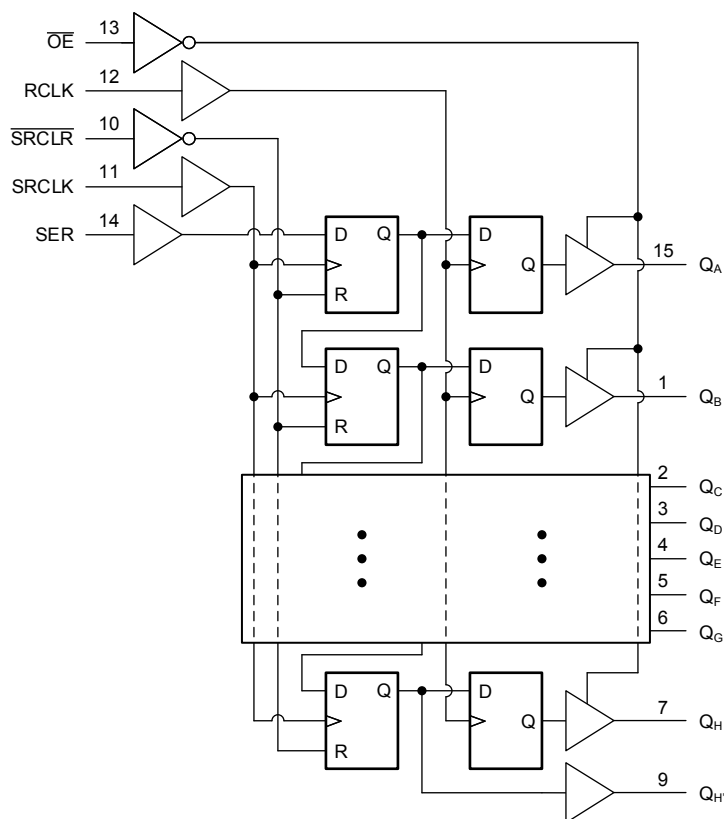 OE 13
RCLK 12
SRCLR 10
SRCLK 11
SER 14
D Q D
Q 15 QA
R
D Q D
Q 1 QB
R
2 QC
3 QD
4 QE
5 QF
6 QG
D Q D
Q 7 QH
R
9 QH'